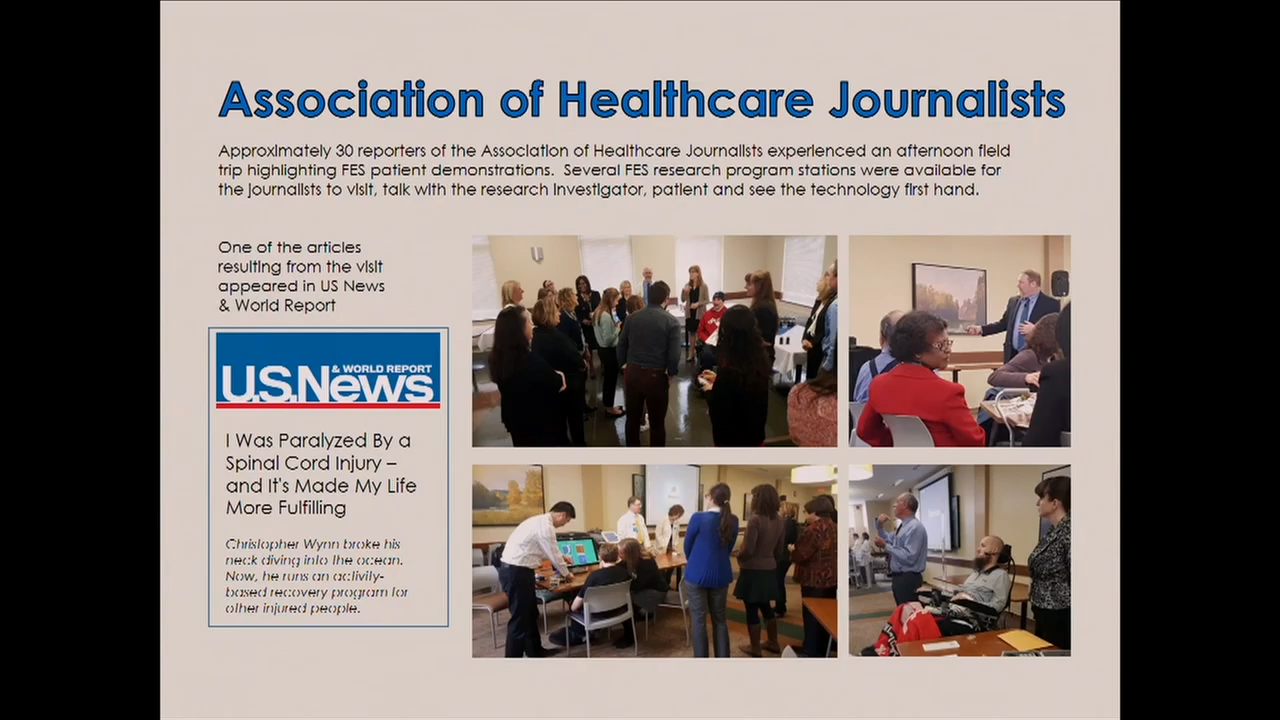 Association of Healthcare Journalists
Approximately 30 reporters of the Association of Healthcare Journalists experienced an afternoon field
trip highlighting FES patient demonstrations. Several FES research program stations were available for
the journalists to visit, talk with the research investigator, patient and see the technology first hand.
One of the articles
resulting from the visit
appeared in US News
& World Report
U.S.News & WORLD REPORT
I Was Paralyzed By a
Spinal Cord Injury –
and It's Made My Life
More Fulfilling
Christopher Wynn broke his
neck diving into the ocean.
Now, he runs an activity-
based recovery program for
other injured people.